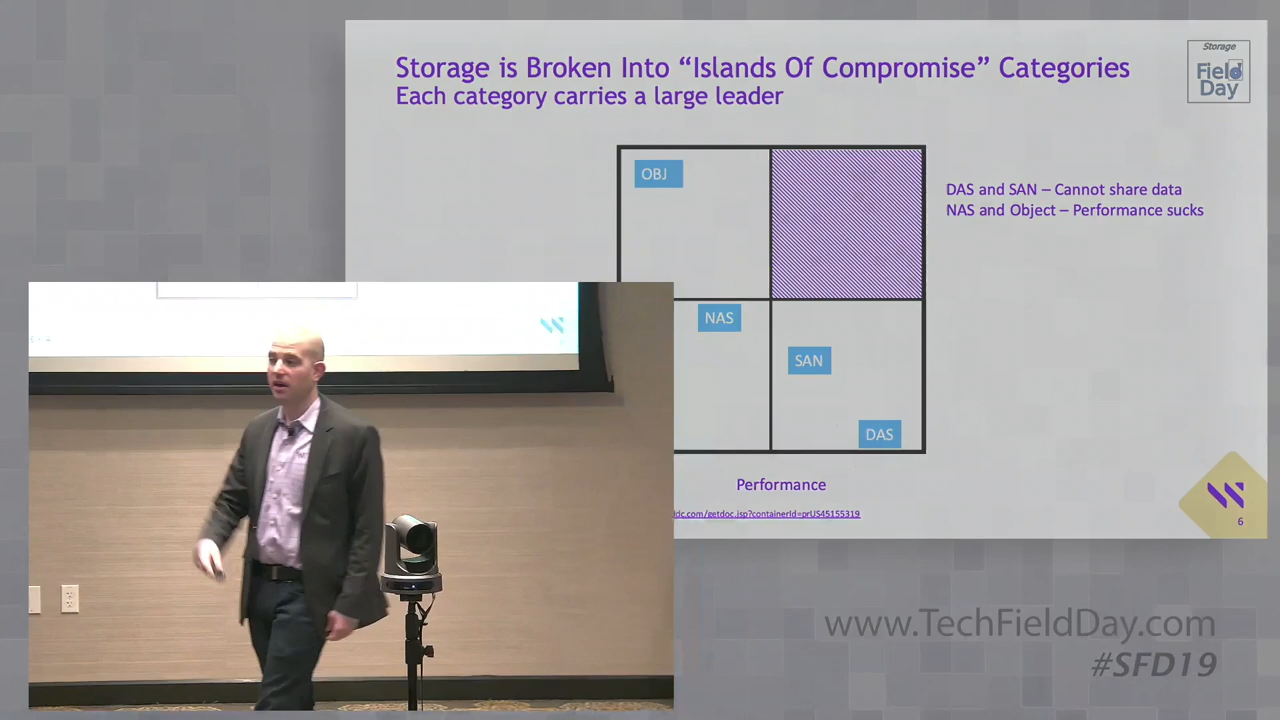 Storage is Broken Into “Islands Of Compromise” Categories
Each category carries a large leader
Storage
Field
Day
OBJ
DAS and SAN – Cannot share data
NAS and Object – Performance sucks
NAS
SAN
DAS
Performance
idc.com/getdoc.jsp?containerId=prUS45155319
6
www.TechFieldDay.com
#SFD19